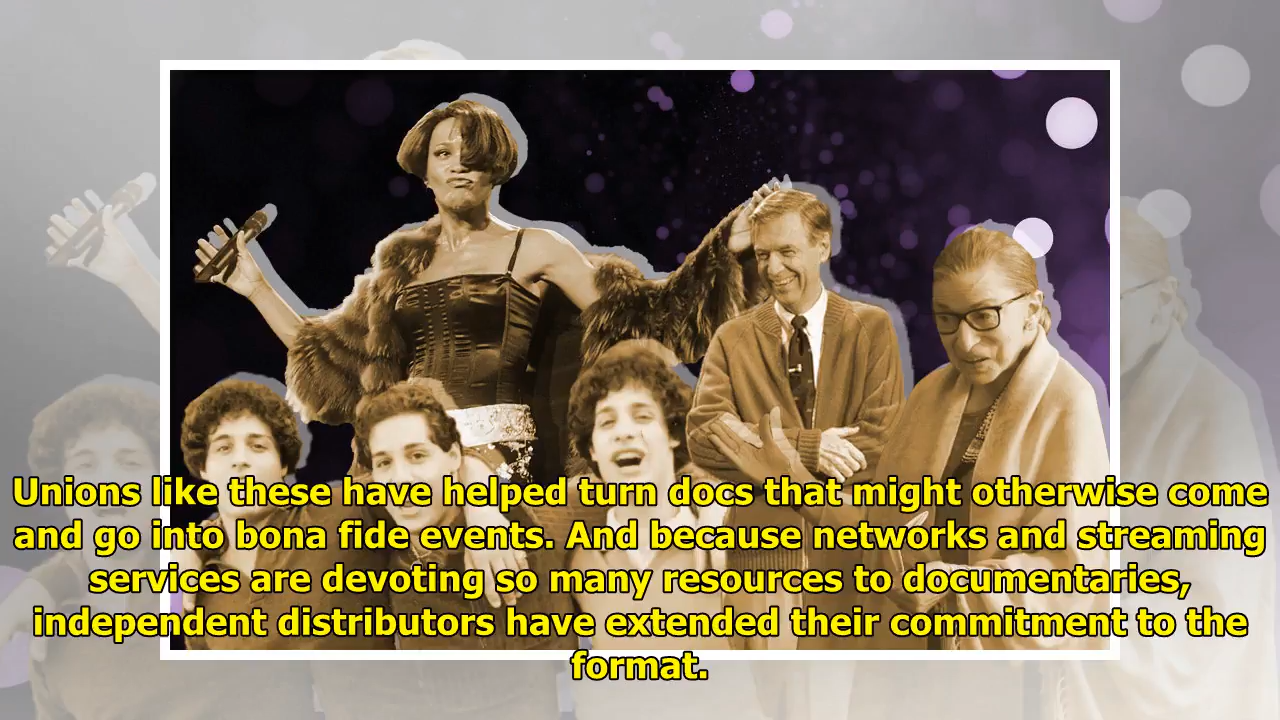 Unions like these have helped turn docs that might otherwise come
and go into bona fide events. And because networks and streaming
services are devoting so many resources to documentaries,
independent distributors have extended their commitment to the
format.